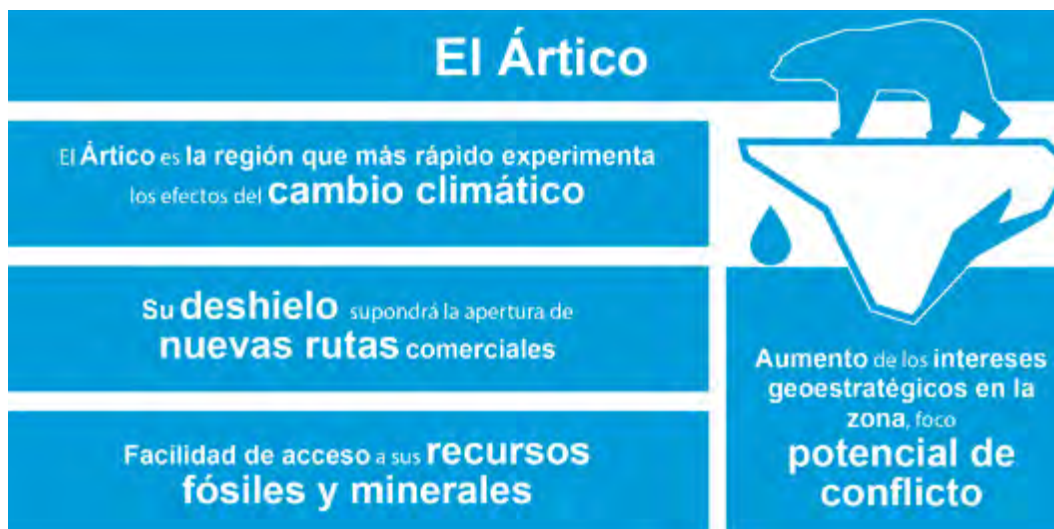 El Ártico
El Ártico es la región que más rápido experimenta
los efectos del cambio climático
Su deshielo supondrá la apertura de
nuevas rutas comerciales
Facilidad de acceso a sus recursos
fósiles y minerales
Aumento de los intereses
geoestratégicos en la
zona, foco
potencial de
conflicto